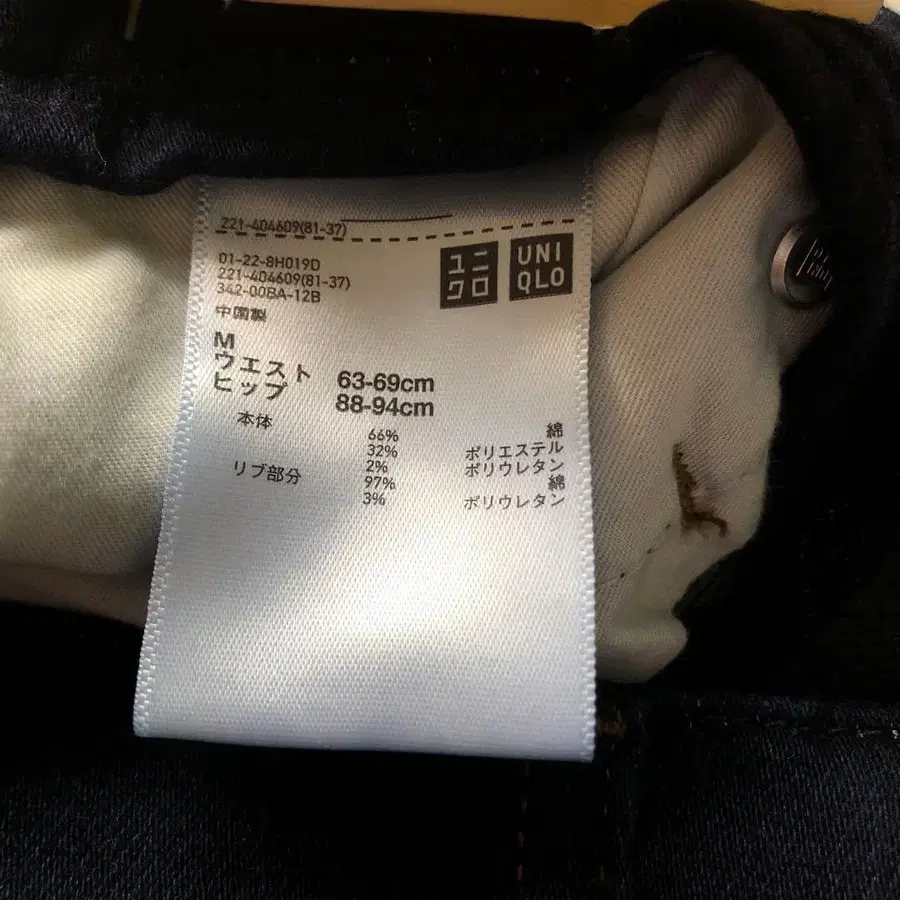 221-404609(81-37)
01-22-8H019D
221-404609(81-37)
342-00BA-12B
中国製
ユニ
クロ
UNI
QLO
M
ウエスト 63-69cm
ヒップ 88-94cm
本体 66% 綿
32% ポリエステル
2% ポリウレタン
リブ部分 97% 綿
3% ポリウレタン